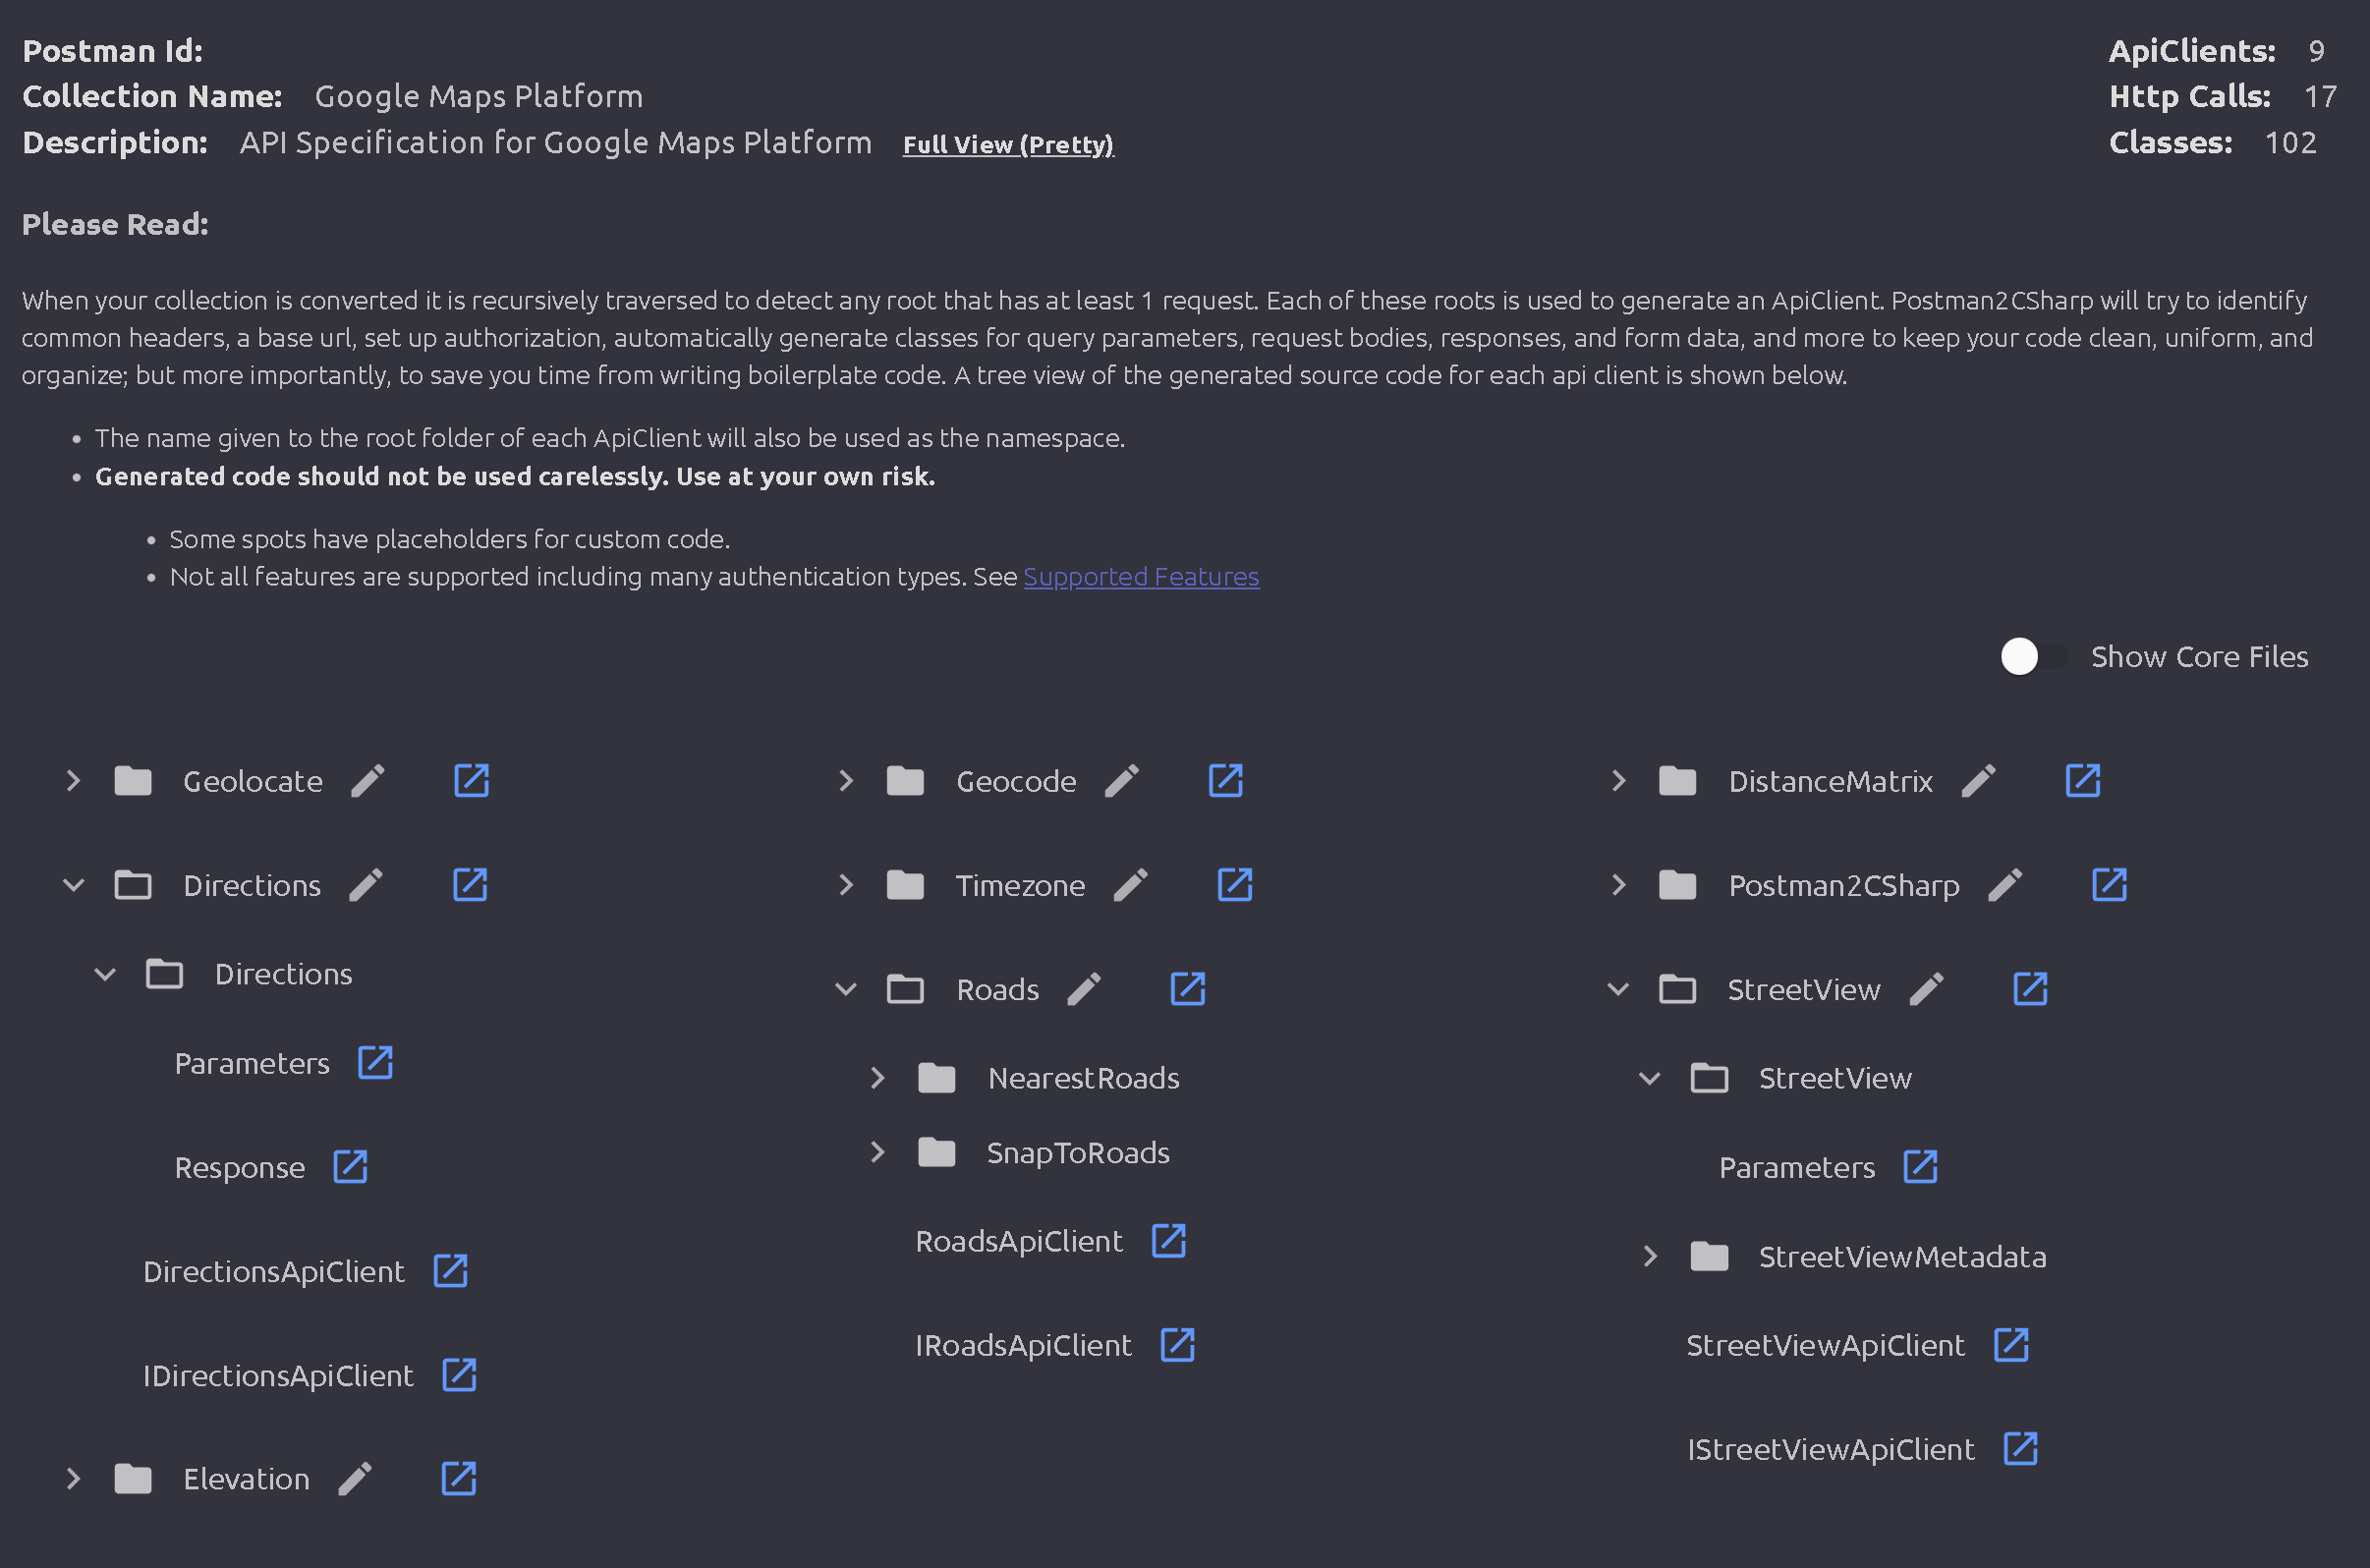 Postman Id:
Collection Name: Google Maps Platform
Description: API Specification for Google Maps Platform Full View (Pretty)
ApiClients: 9
Http Calls: 17
Classes: 102
Please Read:
When your collection is converted it is recursively traversed to detect any root that has at least 1 request. Each of these roots is used to generate an ApiClient. Postman2CSharp will try to identify
common headers, a base url, set up authorization, automatically generate classes for query parameters, request bodies, responses, and form data, and more to keep your code clean, uniform, and
organize; but more importantly, to save you time from writing boilerplate code. A tree view of the generated source code for each api client is shown below.
• The name given to the root folder of each ApiClient will also be used as the namespace.
• Generated code should not be used carelessly. Use at your own risk.
• Some spots have placeholders for custom code.
• Not all features are supported including many authentication types. See Supported Features
Show Core Files
Geolocate
Directions
Directions
Parameters
Response
DirectionsApiClient
IDirectionsApiClient
Elevation
Geocode
Timezone
Roads
NearestRoads
SnapToRoads
RoadsApiClient
IRoadsApiClient
DistanceMatrix
Postman2CSharp
StreetView
StreetView
Parameters
StreetViewMetadata
StreetViewApiClient
IStreetViewApiClient